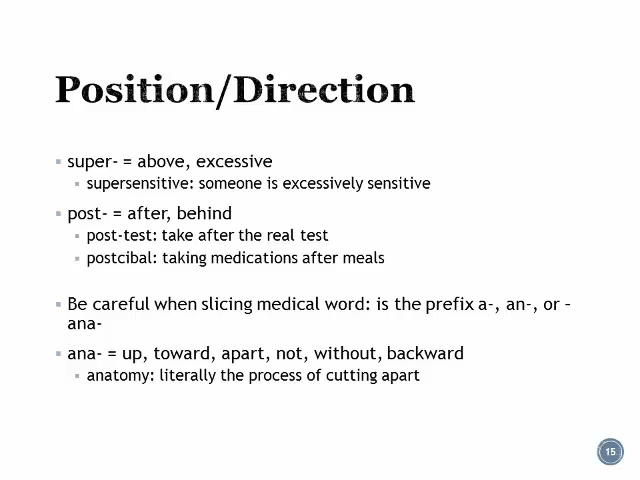 Position/Direction
super- = above, excessive
supersensitive: someone is excessively sensitive
post- = after, behind
post-test: take after the real test
postcibal: taking medications after meals
Be careful when slicing medical word: is the prefix a-, an-, or –
ana-
ana- = up, toward, apart, not, without, backward
anatomy: literally the process of cutting apart
15